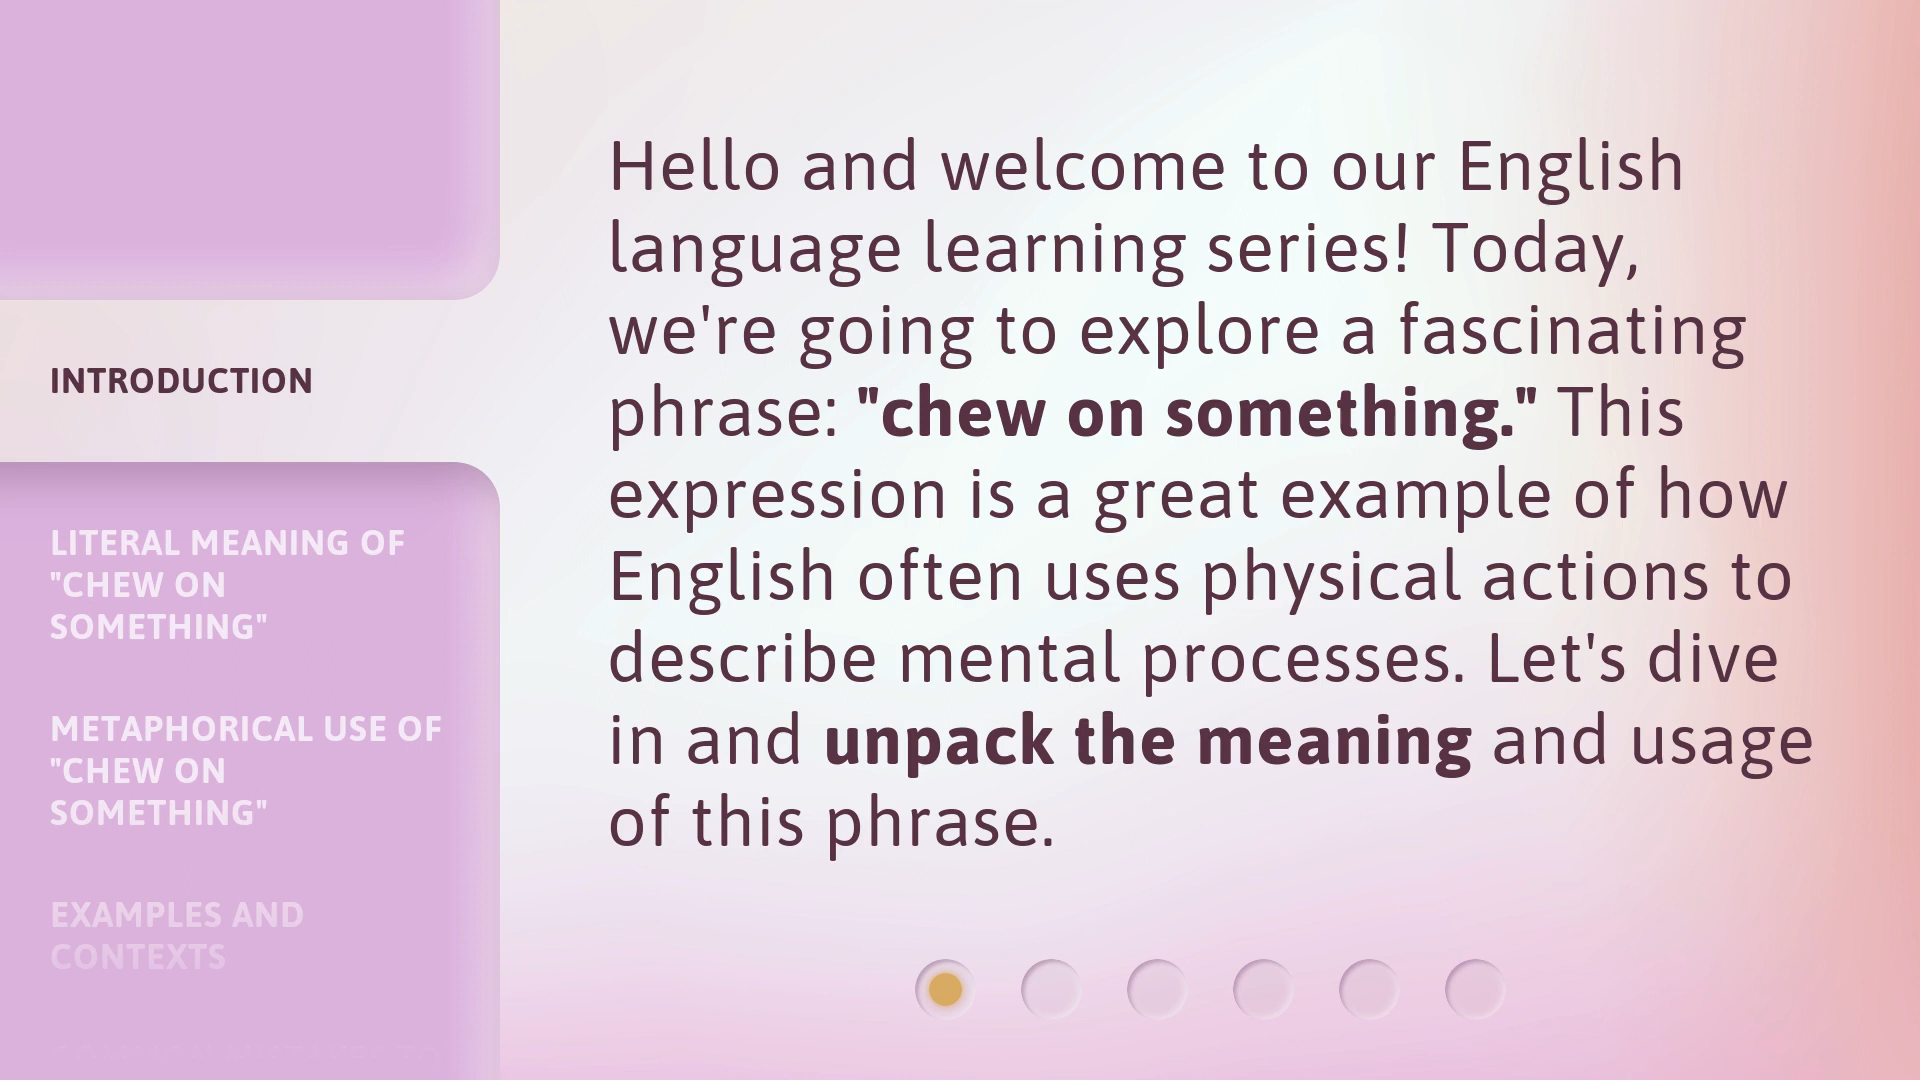 INTRODUCTION
LITERAL MEANING OF
"CHEW ON
SOMETHING"
METAPHORICAL USE OF
"CHEW ON
SOMETHING"
EXAMPLES AND
CONTEXTS
Hello and welcome to our English
language learning series! Today,
we're going to explore a fascinating
phrase: "chew on something." This
expression is a great example of how
English often uses physical actions to
describe mental processes. Let's dive
in and unpack the meaning and usage
of this phrase.